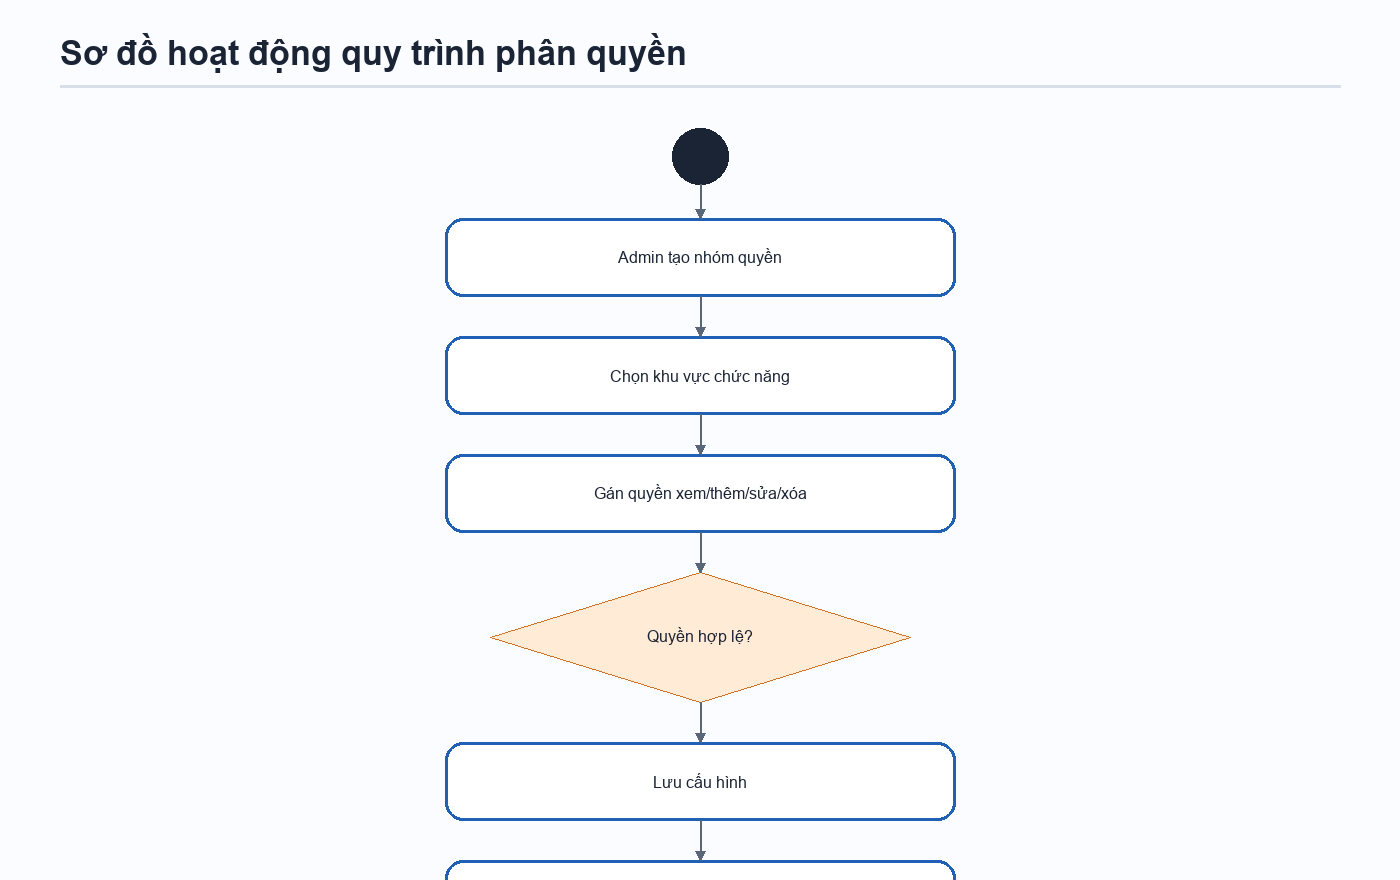 Sơ đồ hoạt động quy trình phân quyền
Admin tạo nhóm quyền
Chọn khu vực chức năng
Gán quyền xem/thêm/sửa/xóa
Quyền hợp lệ?
Lưu cấu hình